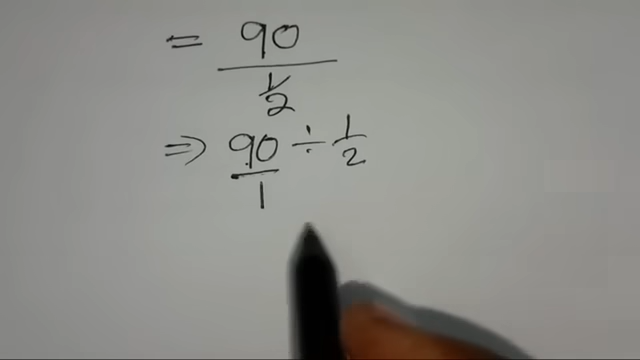 = 90 / 1/2
⇒ 90/1 ÷ 1/2